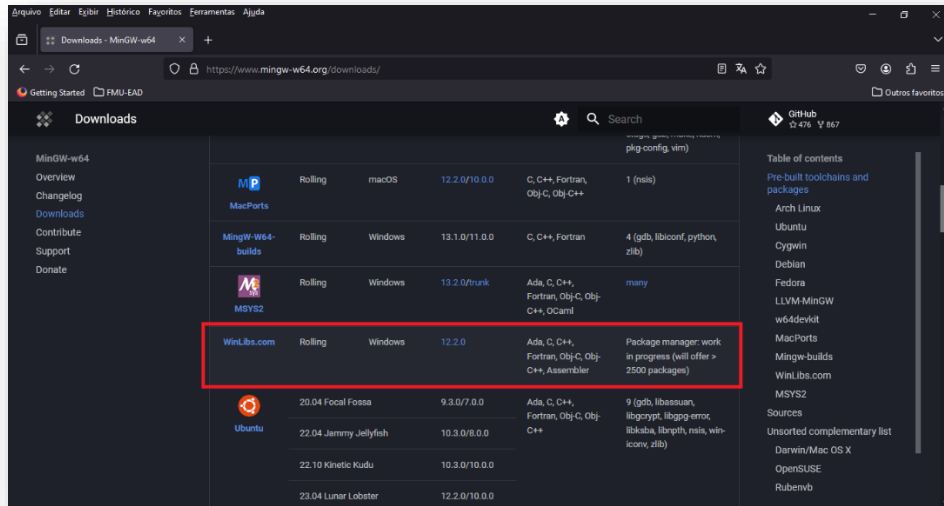 Arquivo Editar Exibir Histórico Favoritos Ferramentas Ajuda
Downloads - MinGW-w64
https://www.mingw-w64.org/downloads/
Getting Started FMU-EAD Outros favoritos
Downloads
Search
GitHub
476 867
MinGW-w64
Overview
Changelog
Downloads
Contribute
Support
Donate
pkg-config, vim)
MP
MacPorts
Rolling macOS 12.2.0/10.0.0 C, C++, Fortran, 1 (nsis)
Obj-C, Obj-C++
MingW-W64- Rolling Windows 13.1.0/11.0.0 C, C++, Fortran 4 (gdb, libiconf, python,
builds zlib)
MSYS2
Rolling Windows 13.2.0/trunk Ada, C, C++, many
Fortran, Obj-C, Obj-
C++, OCaml
WinLibs.com Rolling Windows 12.2.0 Ada, C, C++, Package manager: work
Fortran, Obj-C, Obj- in progress (will offer >
C++, Assembler 2500 packages)
Ubuntu
20.04 Focal Fossa 9.3.0/7.0.0 Ada, C, C++, 9 (gdb, libassuan,
Fortran, Obj-C, Obj- libgcrypt, libgpg-error,
22.04 Jammy Jellyfish 10.3.0/8.0.0 C++ libksba, libnpth, nsis, win-
iconv, zlib)
22.10 Kinetic Kudu 10.3.0/10.0.0
23.04 Lunar Lobster 12.2.0/10.0.0
Table of contents
Pre-built toolchains and
packages
Arch Linux
Ubuntu
Cygwin
Debian
Fedora
LLVM-MinGW
w64devkit
MacPorts
Mingw-builds
WinLibs.com
MSYS2
Sources
Unsorted complementary list
Darwin/Mac OS X
OpenSUSE
Rubenvb